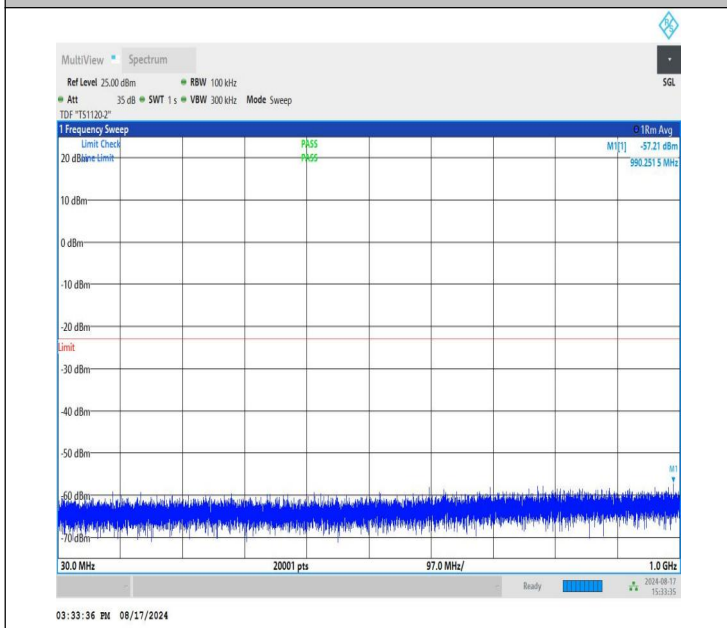 MultiView Spectrum
Ref Level 25.00 dBm RBW 100 kHz SGL
Att 35 dB SWT 1 s VBW 300 kHz Mode Sweep
TDF "TS1120-2"
1 Frequency Sweep 1Rm Avg
Limit Check PASS M1[1] -57.21 dBm
20 dBm Line Limit PASS 990.251 5 MHz
10 dBm
0 dBm
-10 dBm
-20 dBm
Limit
-30 dBm
-40 dBm
-50 dBm
M1
-60 dBm
-70 dBm
30.0 MHz 20001 pts 97.0 MHz/ 1.0 GHz
Ready 2024-08-17
15:33:35
03:33:36 PM 08/17/2024